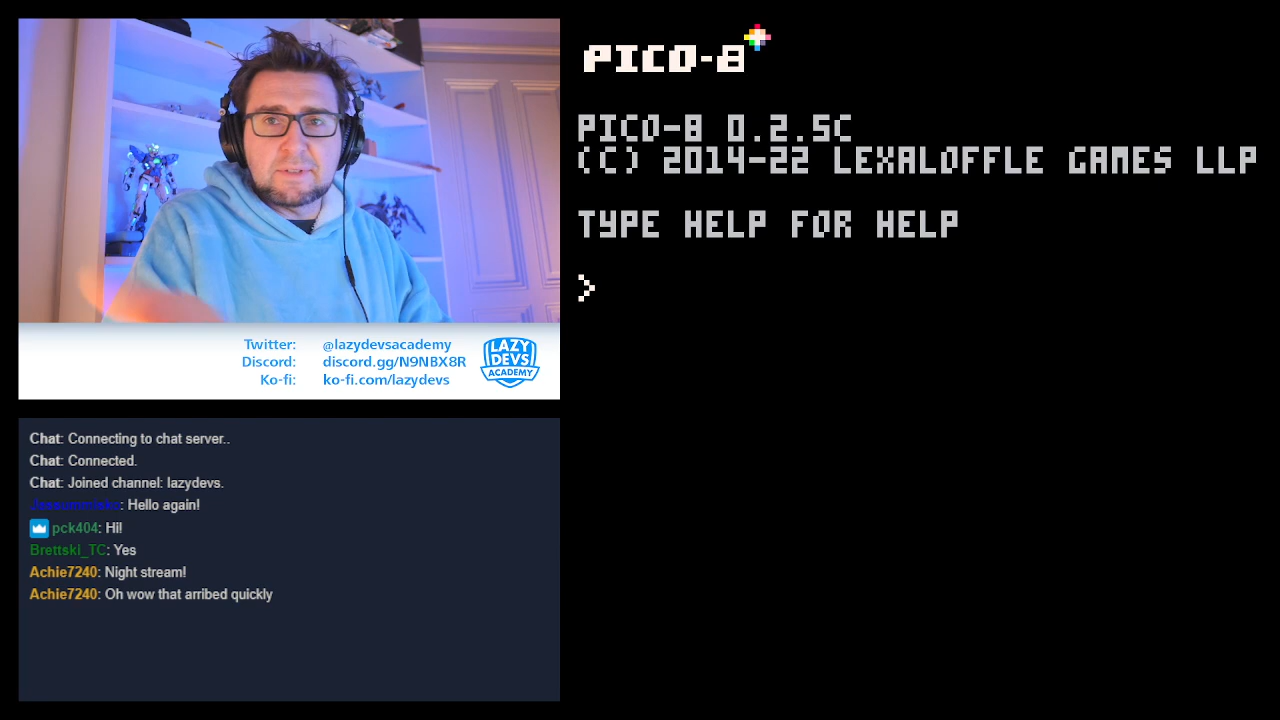 PICO-8
PICO-8 0.2.5C
(C) 2014-22 LEXALOFFLE GAMES LLP
TYPE HELP FOR HELP
>
Twitter: @lazydevsacademy
Discord: discord.gg/N9NBX8R
Ko-fi: ko-fi.com/lazydevs
LAZY
DEVS
ACADEMY
Chat: Connecting to chat server..
Chat: Connected.
Chat: Joined channel: lazydevs.
: Hello again!
pck404: Hi!
Brettski_TC: Yes
Achie7240: Night stream!
Achie7240: Oh wow that arribed quickly